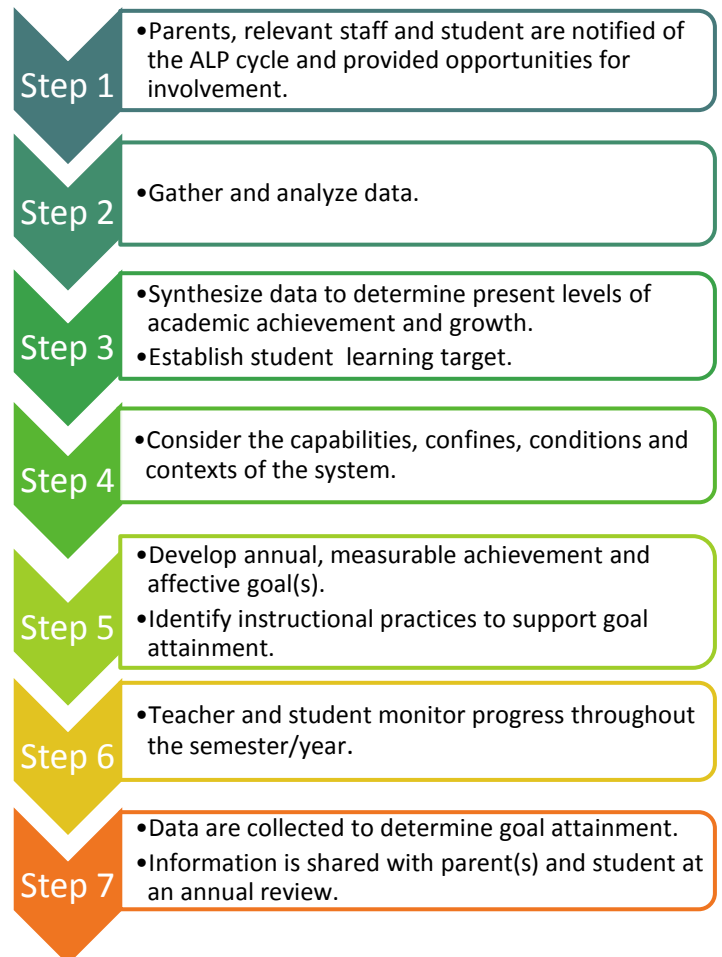 Step 1
•Parents, relevant staff and student are notified of
the ALP cycle and provided opportunities for
involvement.
Step 2
•Gather and analyze data.
Step 3
•Synthesize data to determine present levels of
academic achievement and growth.
•Establish student learning target.
Step 4
•Consider the capabilities, confines, conditions and
contexts of the system.
Step 5
•Develop annual, measurable achievement and
affective goal(s).
•Identify instructional practices to support goal
attainment.
Step 6
•Teacher and student monitor progress throughout
the semester/year.
Step 7
•Data are collected to determine goal attainment.
•Information is shared with parent(s) and student at
an annual review.